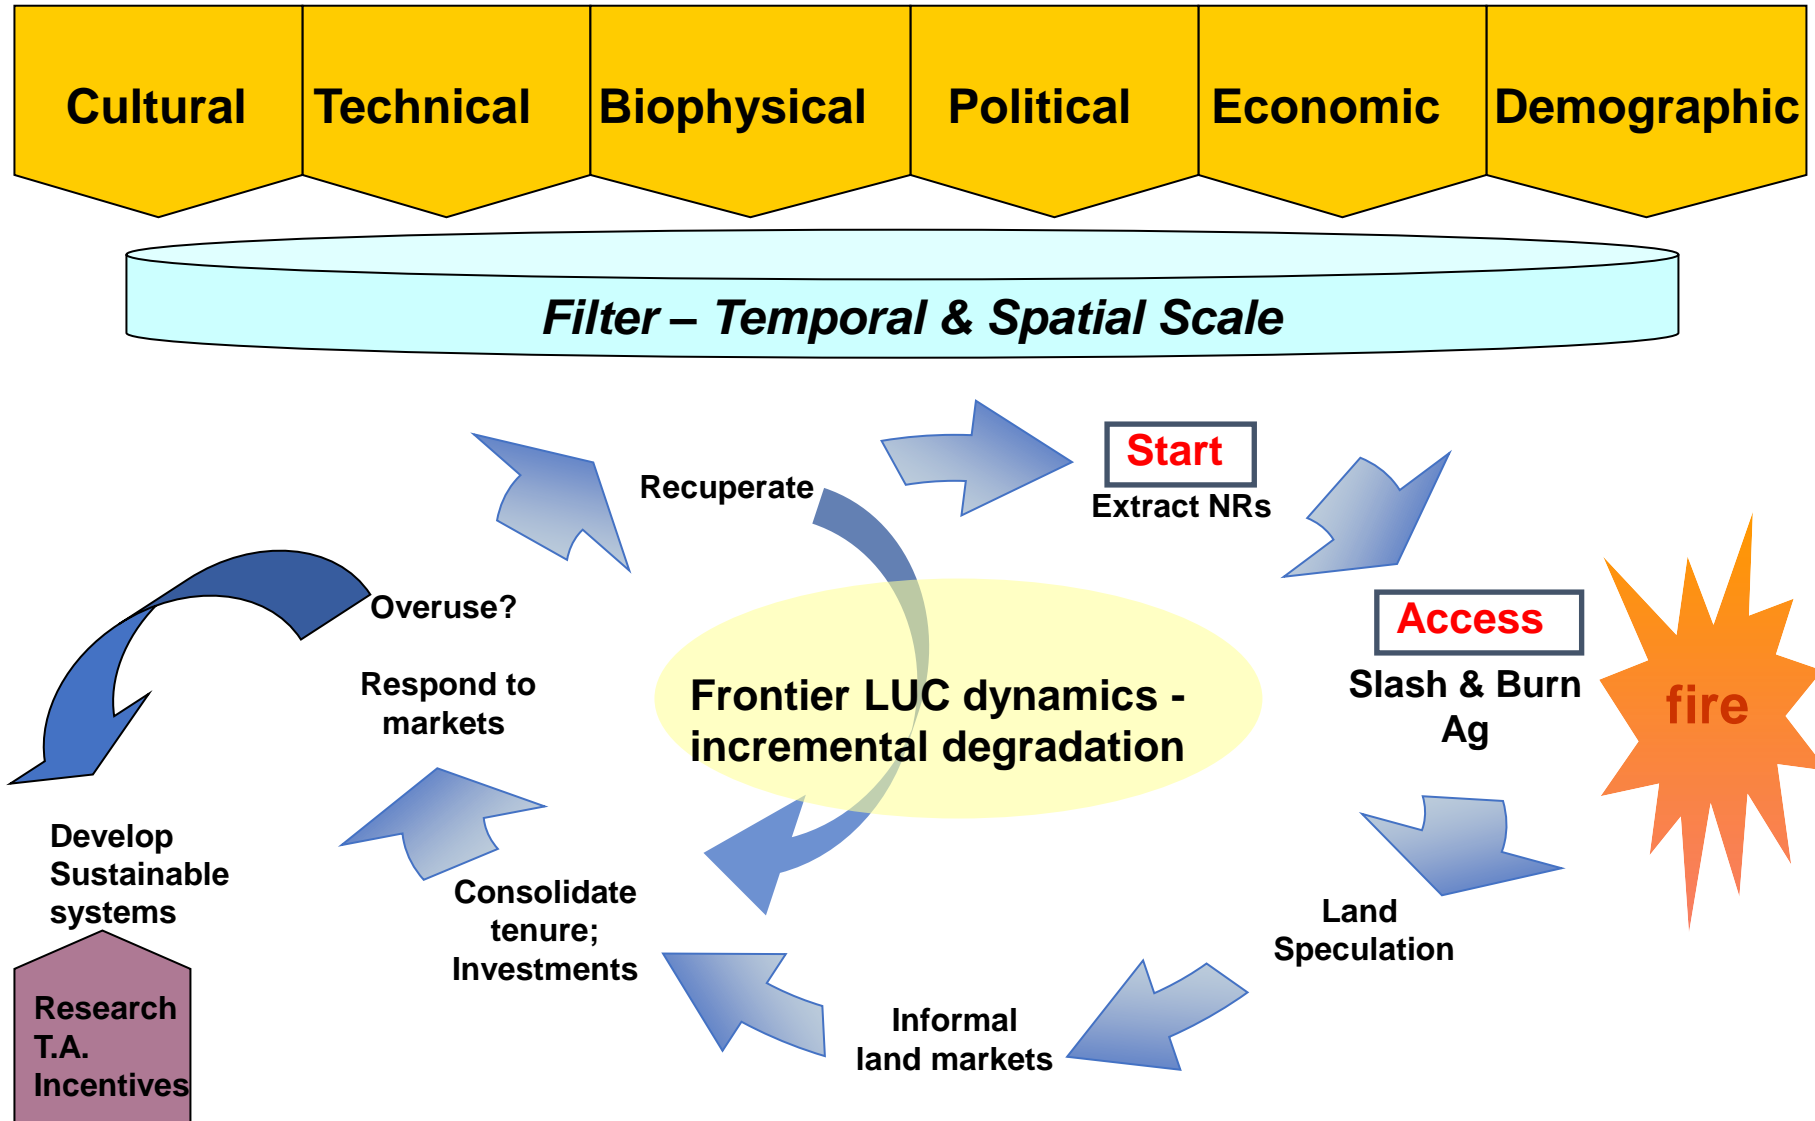 Cultural
Technical
Biophysical
Political
Economic
Demographic
Filter – Temporal & Spatial Scale
Start
Extract NRs
Recuperate
Access
Slash & Burn
Ag
fire
Overuse?
Respond to
markets
Frontier LUC dynamics -
incremental degradation
Land
Speculation
Informal
land markets
Consolidate
tenure;
Investments
Develop
Sustainable
systems
Research
T.A.
Incentives